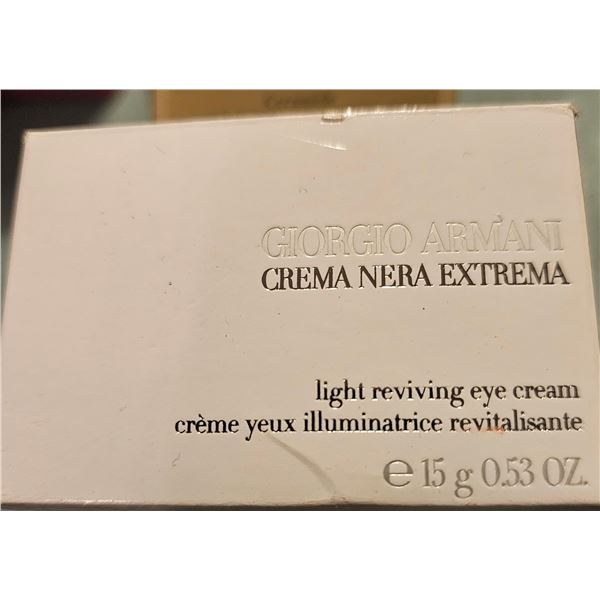 GIORGIO ARMANI
CREMA NERA EXTREMA
light reviving eye cream
crème yeux illuminatrice revitalisante
℮ 15 g 0.53 OZ.